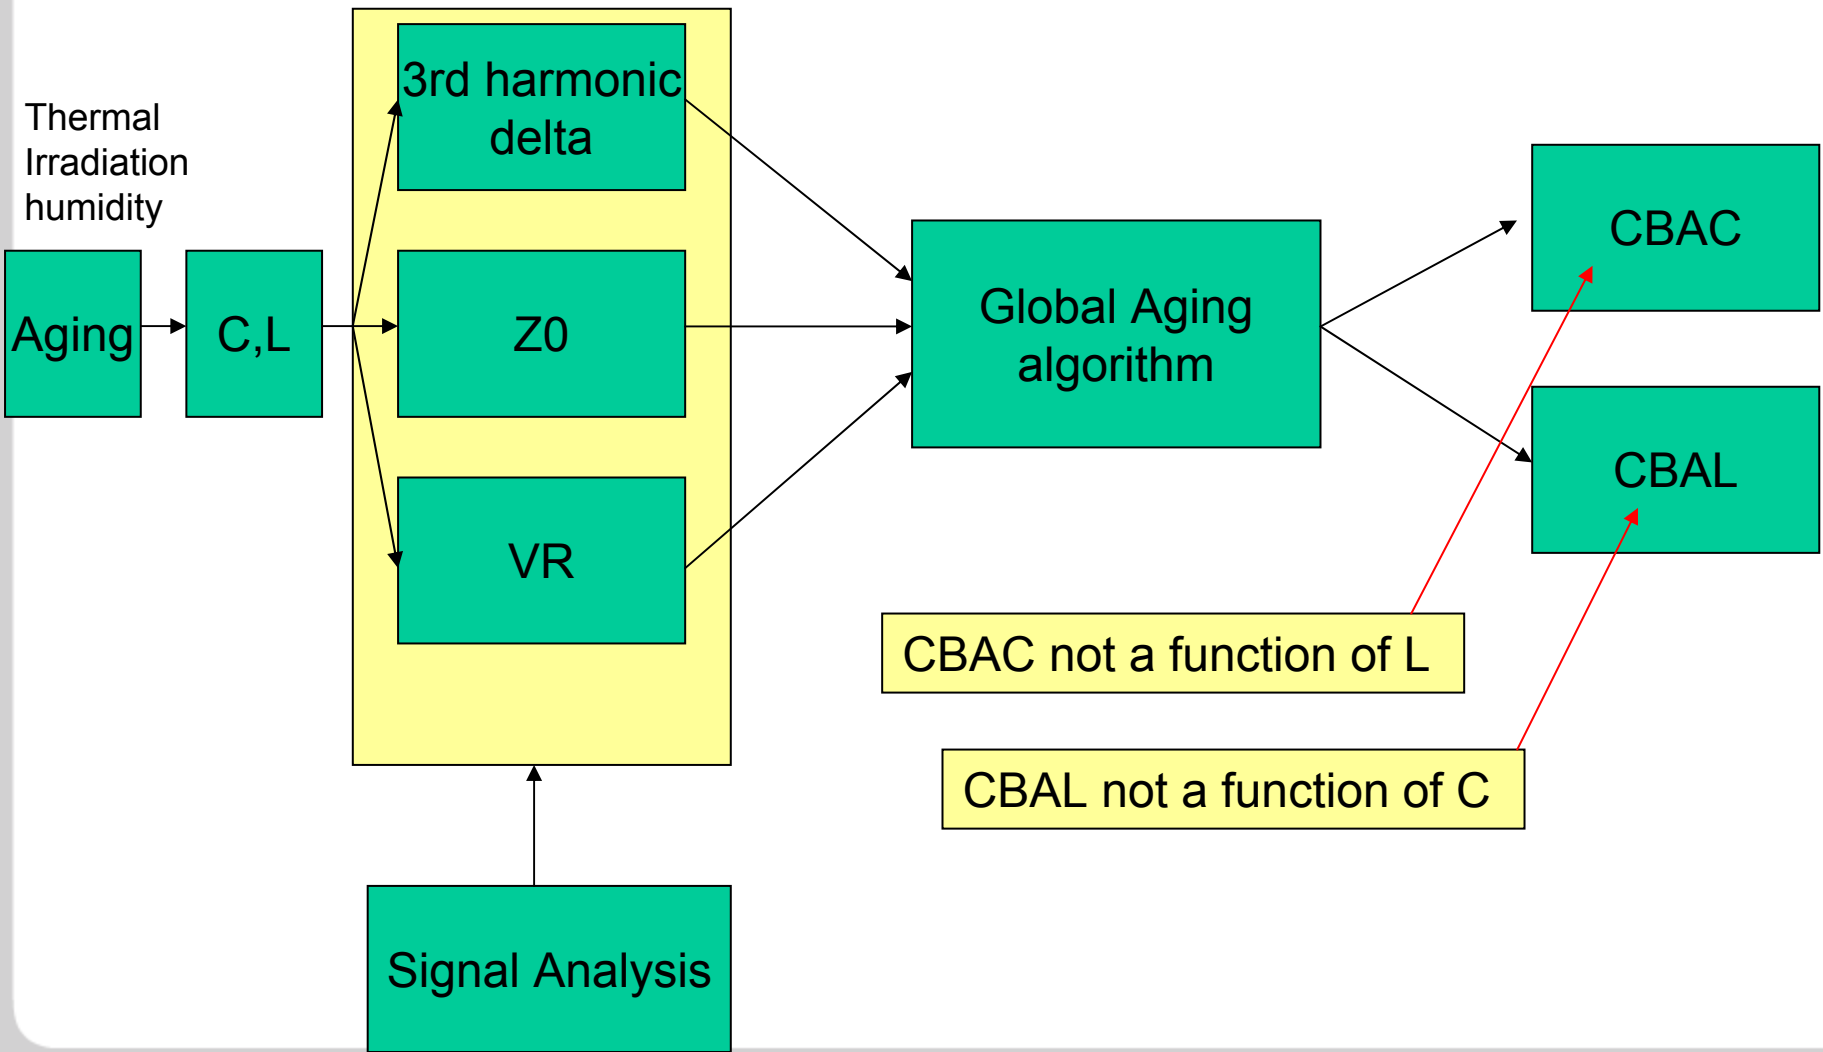 Thermal
Irradiation
humidity
Aging
C,L
3rd harmonic
delta
Z0
VR
Signal Analysis
Global Aging
algorithm
CBAC
CBAL
CBAC not a function of L
CBAL not a function of C